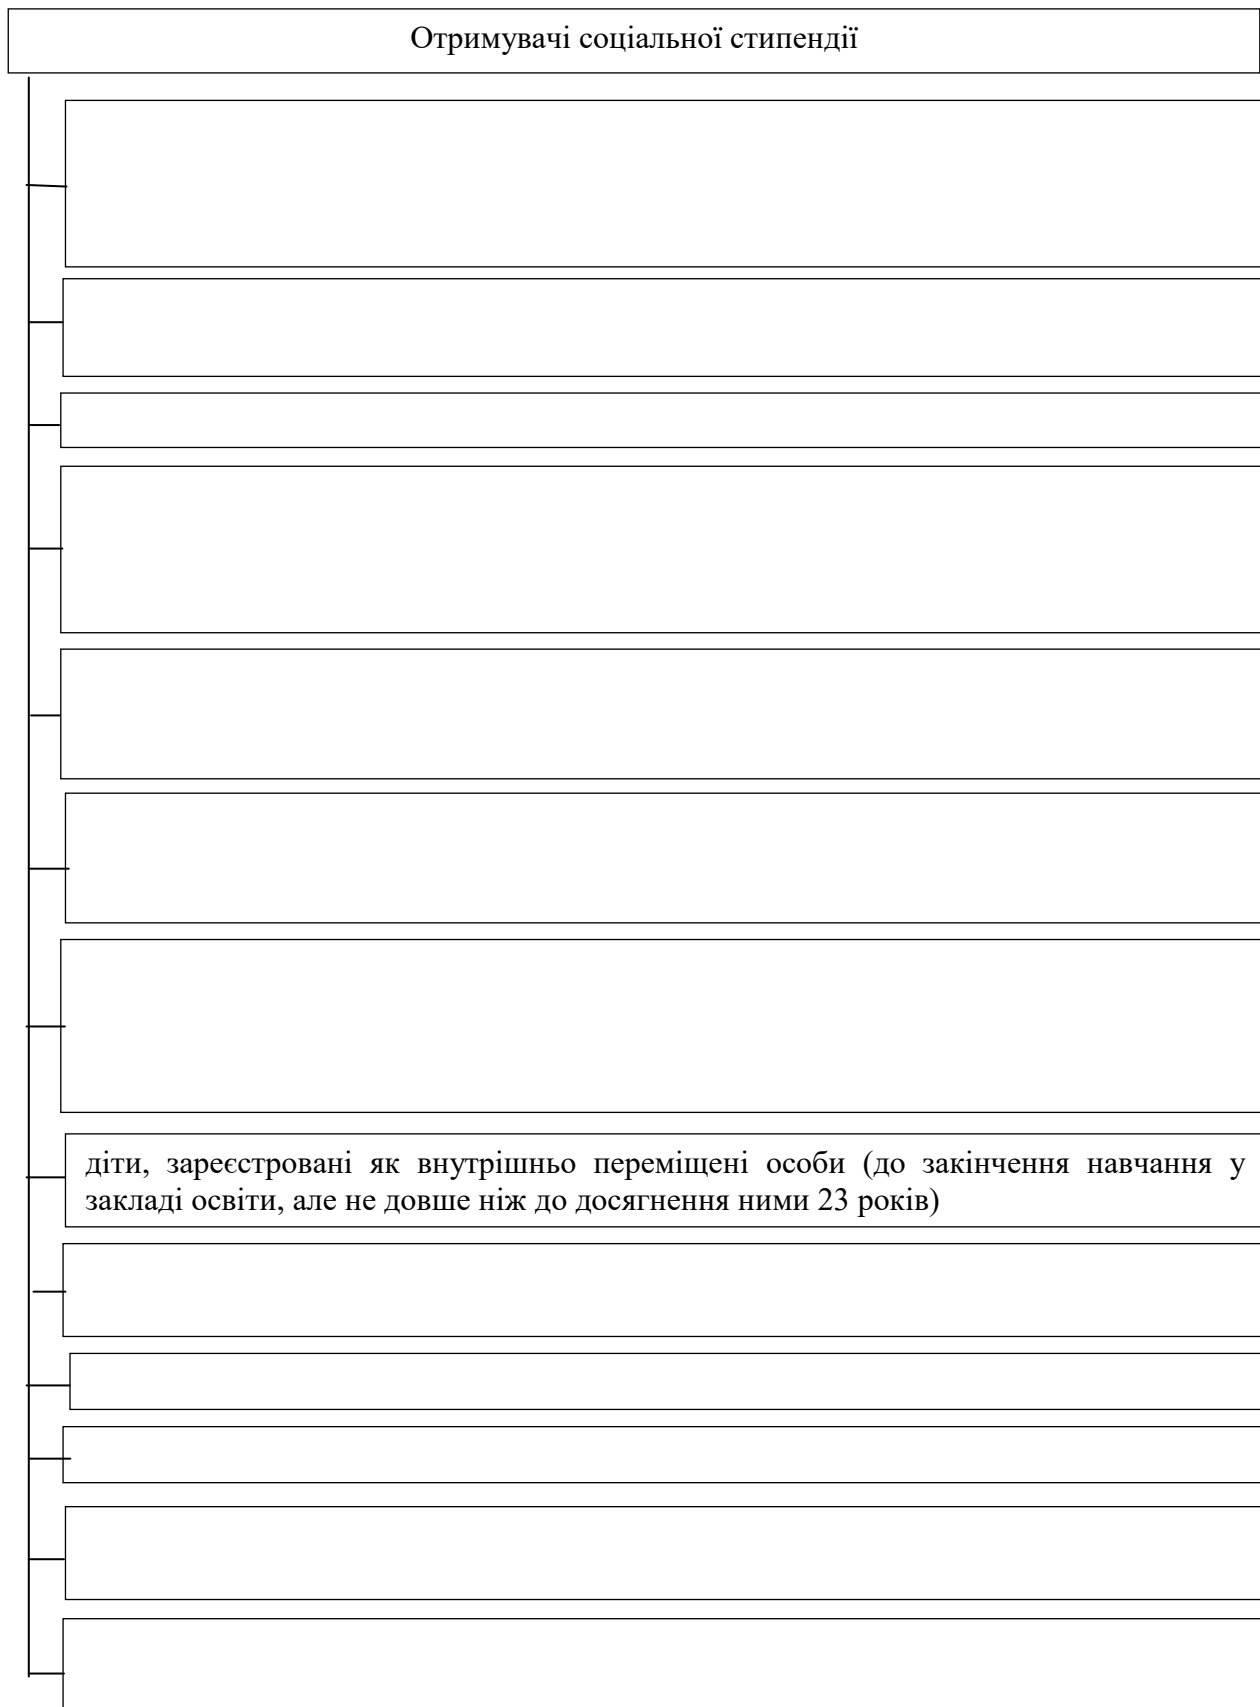 Отримувачі соціальної стипендії
діти, зареєстровані як внутрішньо переміщені особи (до закінчення навчання у
закладі освіти, але не довше ніж до досягнення ними 23 років)